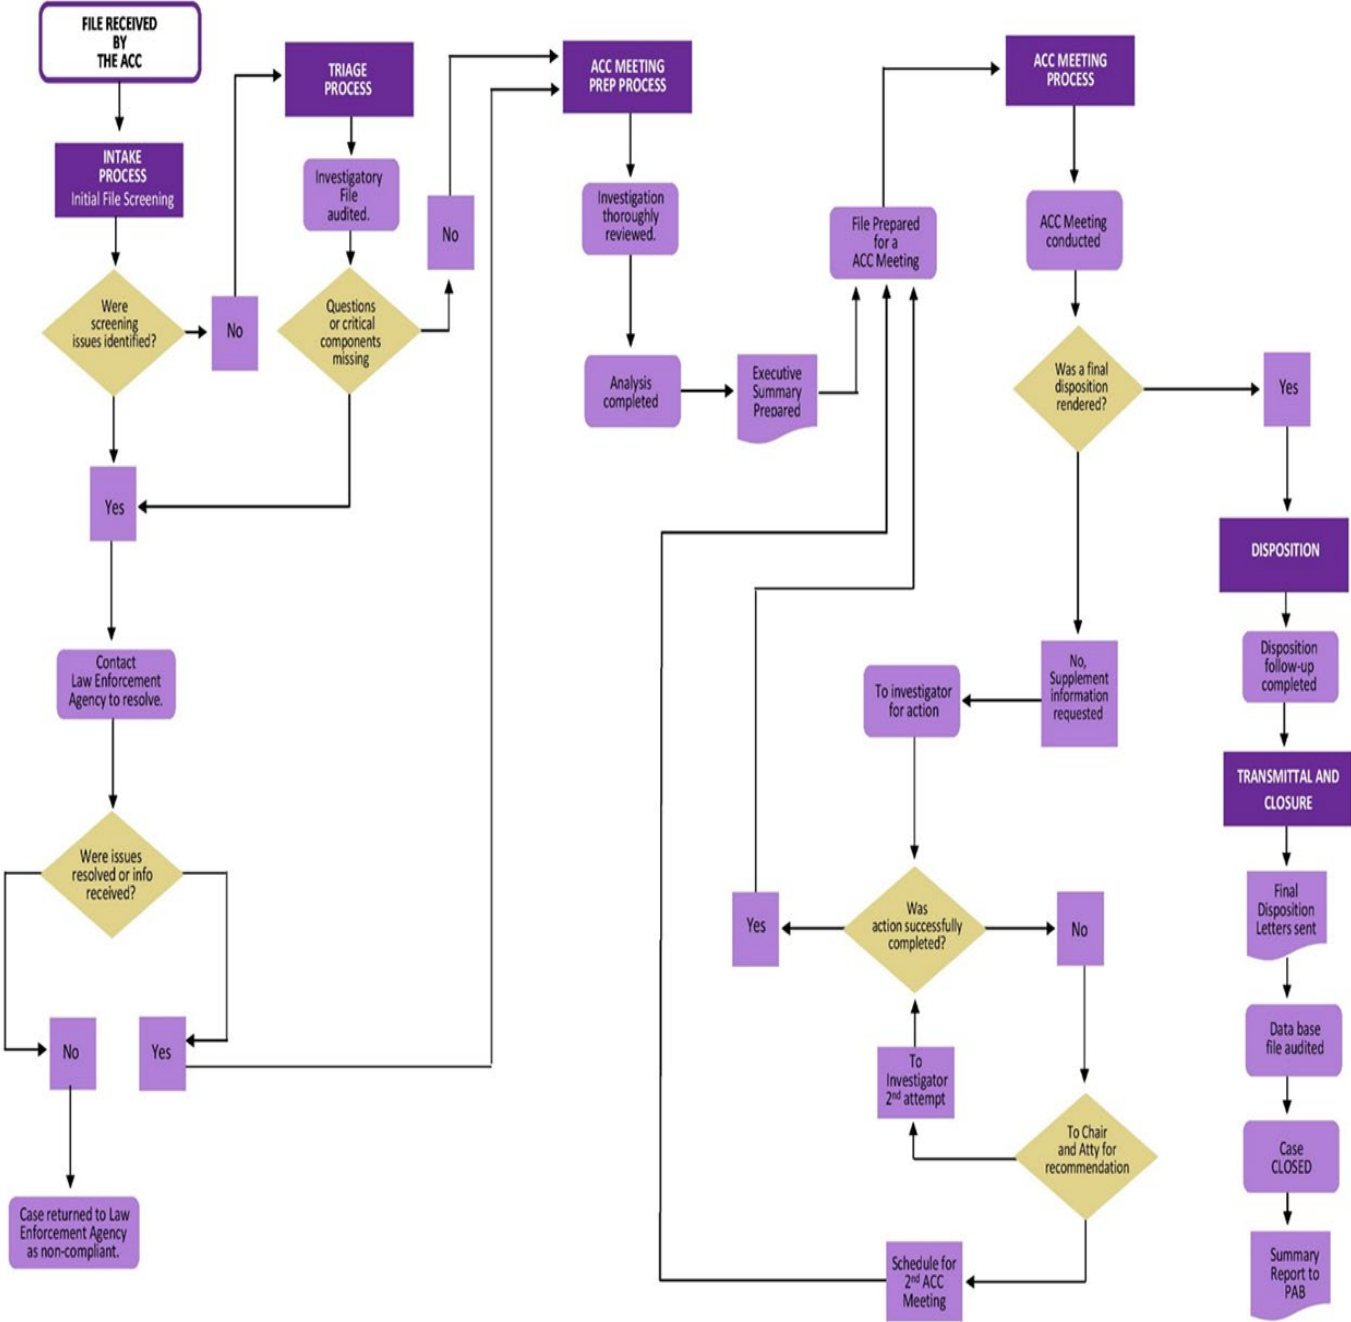 FILE RECEIVED
BY
THE ACC
INTAKE
PROCESS
Initial File Screening
Were
screening
issues identified?
No
Yes
Contact
Law Enforcement
Agency to resolve.
Were issues
resolved or info
received?
No
Yes
Case returned to Law
Enforcement Agency
as non-compliant.
TRIAGE
PROCESS
Investigatory
File
audited.
Questions
or critical
components
missing
No
ACC MEETING
PREP PROCESS
Investigation
thoroughly
reviewed.
Analysis
completed
Executive
Summary
Prepared
File Prepared
for a
ACC Meeting
ACC MEETING
PROCESS
ACC Meeting
conducted
Was a final
disposition
rendered?
Yes
No,
Supplement
information
requested
To investigator
for action
Was
action successfully
completed?
Yes
No
To
Investigator
2nd attempt
To Chair
and Atty for
recommendation
Schedule for
2nd ACC
Meeting
DISPOSITION
Disposition
follow-up
completed
TRANSMITTAL AND
CLOSURE
Final
Disposition
Letters sent
Data base
file audited
Case
CLOSED
Summary
Report to
PAB